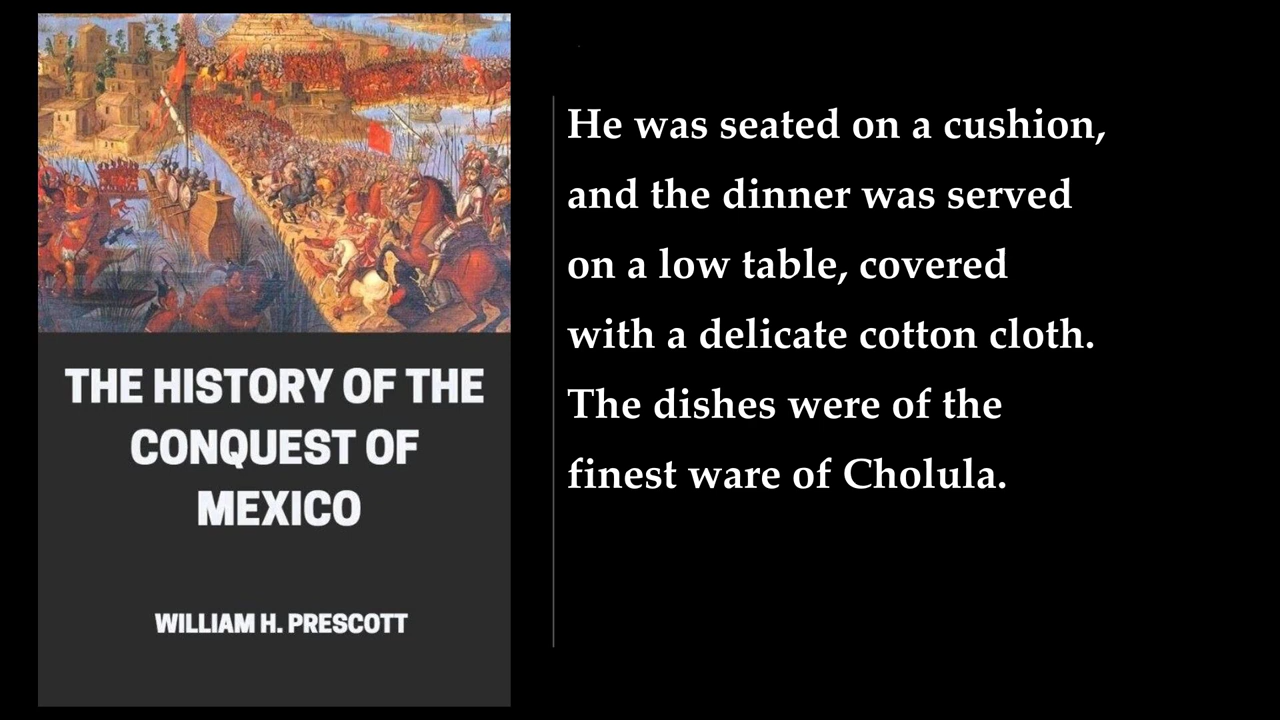 THE HISTORY OF THE
CONQUEST OF
MEXICO
WILLIAM H. PRESCOTT
He was seated on a cushion,
and the dinner was served
on a low table, covered
with a delicate cotton cloth.
The dishes were of the
finest ware of Cholula.